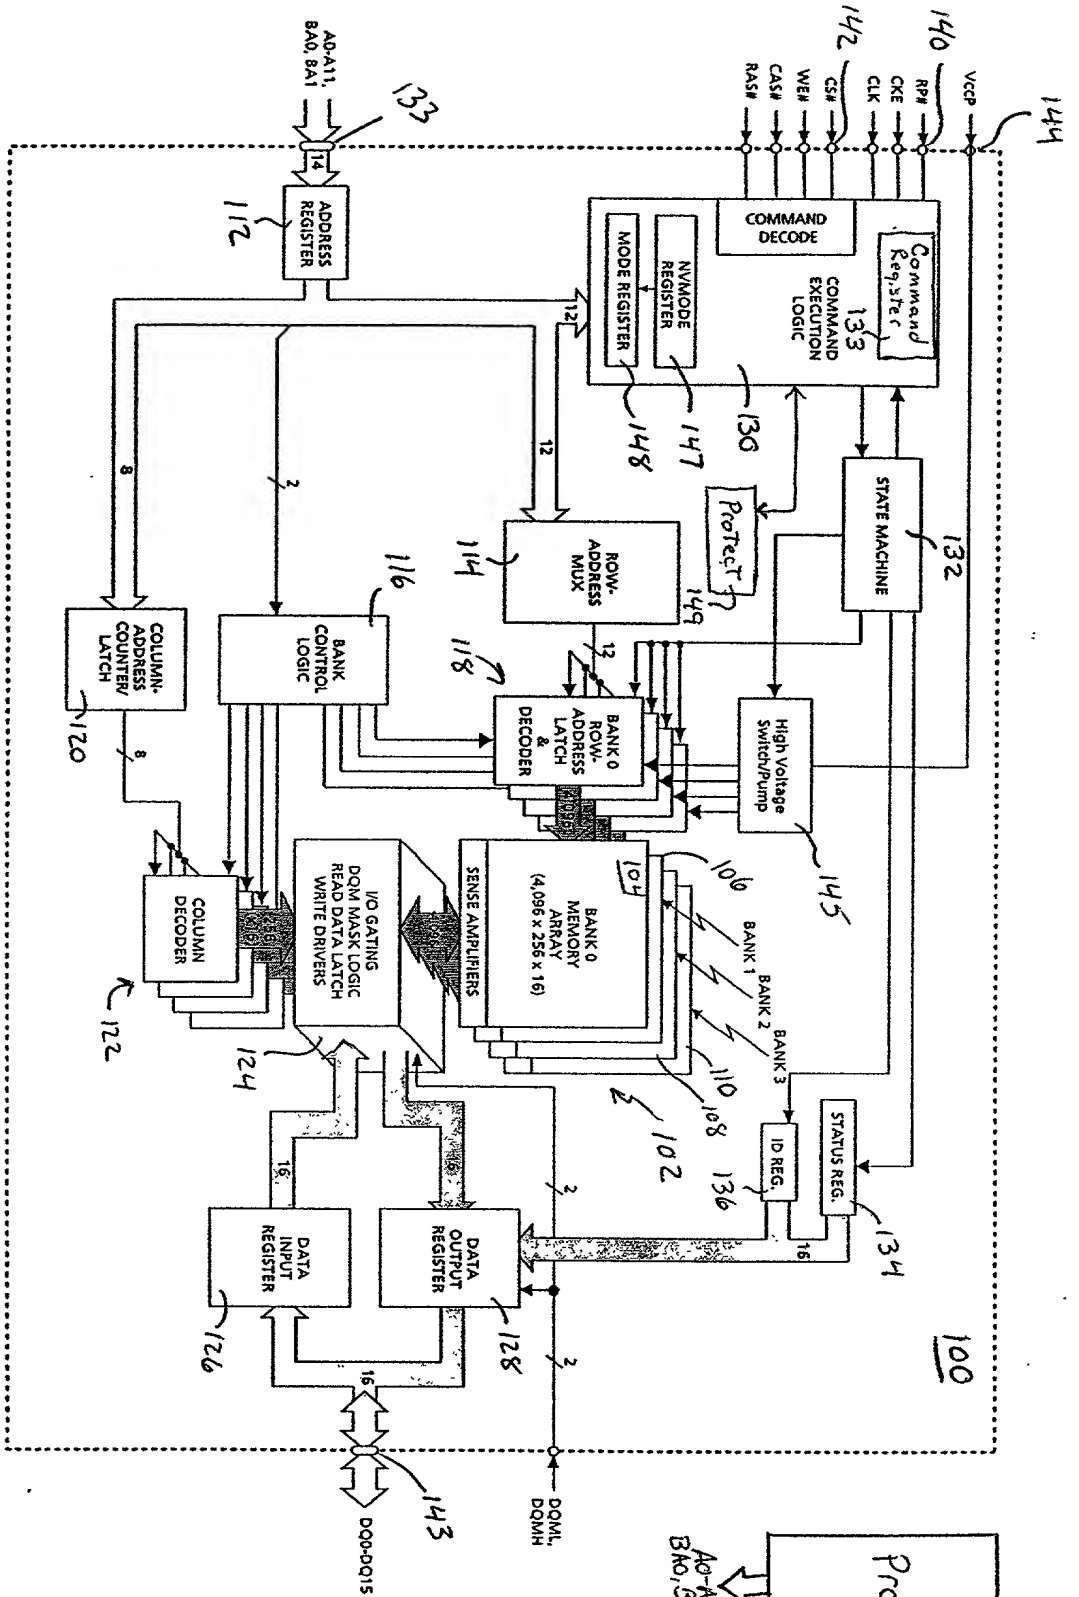 100
VCCP
RP#
CKE
CLK
CS#
WE#
CAS#
RAS#
144
140
142
Command
Register
133
COMMAND
EXECUTION
LOGIC
COMMAND
DECODE
NVMODE
REGISTER
MODE REGISTER
130
147
148
STATE MACHINE
132
Protect
149
High Voltage
Switch/Pump
145
STATUS REG.
134
ID REG.
136
16
A0-A11,
BA0, BA1
133
14
ADDRESS
REGISTER
112
12
12
2
8
ROW-
ADDRESS
MUX
114
12
BANK 0
ROW-
ADDRESS
LATCH
&
DECODER
118
4,096
BANK 0
MEMORY
ARRAY
(4,096 x 256 x 16)
104
106
108
110
102
BANK 1
BANK 2
BANK 3
SENSE AMPLIFIERS
BANK
CONTROL
LOGIC
116
I/O GATING
DQM MASK LOGIC
READ DATA LATCH
WRITE DRIVERS
124
COLUMN-
ADDRESS
COUNTER/
LATCH
120
8
COLUMN
DECODER
122
2
2
DQML,
DQMH
16
DATA
OUTPUT
REGISTER
128
16
DATA
INPUT
REGISTER
126
16
143
DQ0-DQ15